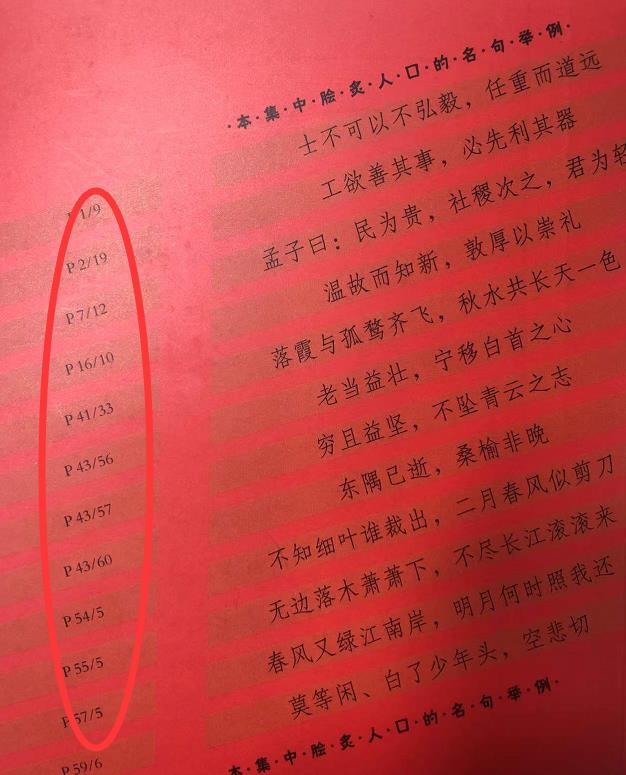 ·本·集·中·脍·炙·人·口·的·名·句·举·例·
P 1/9 士不可以不弘毅，任重而道远
P 2/19 工欲善其事，必先利其器
P 7/12 孟子曰：民为贵，社稷次之，君为轻
P 16/10 温故而知新，敦厚以崇礼
P 41/33 落霞与孤鹜齐飞，秋水共长天一色
P 43/56 老当益壮，宁移白首之心
P 43/57 穷且益坚，不坠青云之志
P 43/60 东隅已逝，桑榆非晚
P 54/5 不知细叶谁裁出，二月春风似剪刀
P 55/5 无边落木萧萧下，不尽长江滚滚来
P 57/5 春风又绿江南岸，明月何时照我还
P 59/6 莫等闲、白了少年头，空悲切
·本·集·中·脍·炙·人·口·的·名·句·举·例·